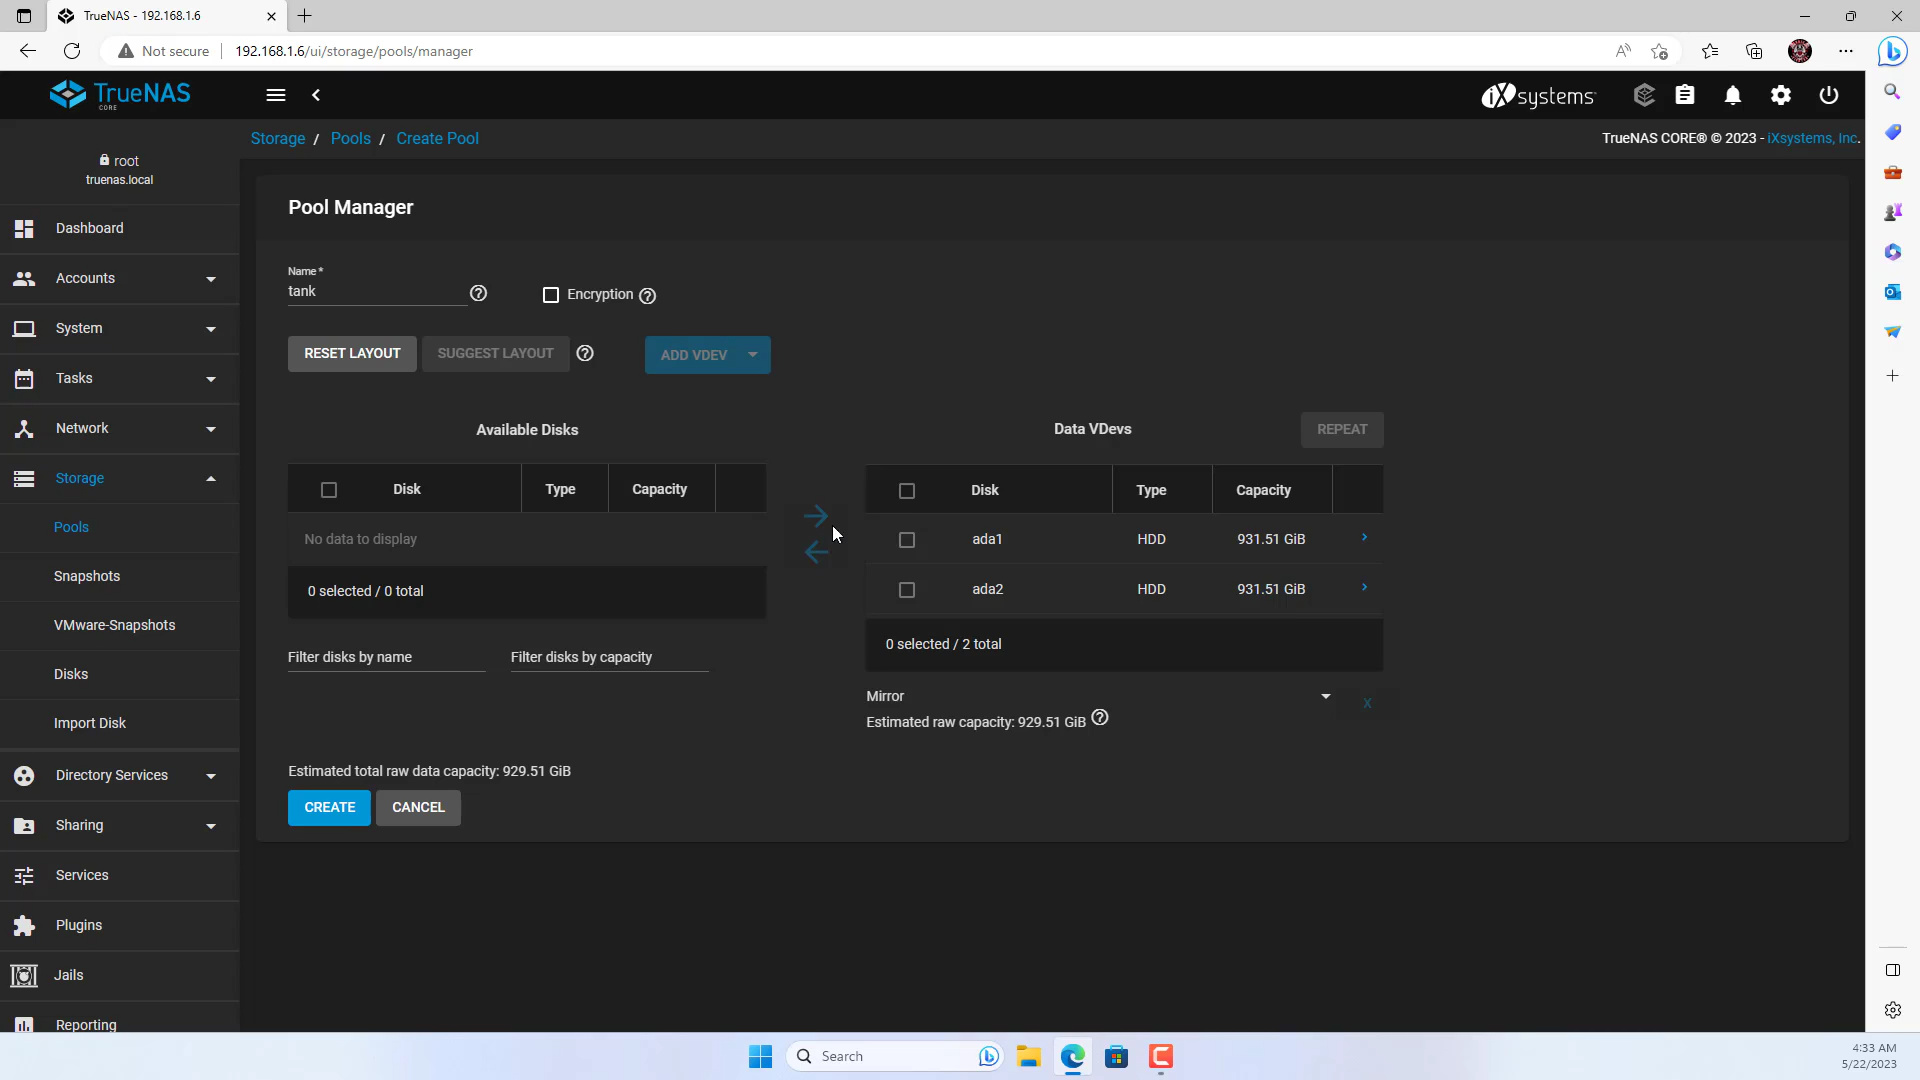 TrueNAS - 192.168.1.6
Not secure
192.168.1.6/ui/storage/pools/manager
TrueNAS
CORE
iXsystems
Storage / Pools / Create Pool
TrueNAS CORE® © 2023 - iXsystems, Inc.
root
truenas.local
Dashboard
Accounts
System
Tasks
Network
Storage
Pools
Snapshots
VMware-Snapshots
Disks
Import Disk
Directory Services
Sharing
Services
Plugins
Jails
Reporting
Pool Manager
Name *
tank
Encryption
RESET LAYOUT
SUGGEST LAYOUT
ADD VDEV
Available Disks
Disk Type Capacity
No data to display
0 selected / 0 total
Filter disks by name
Filter disks by capacity
Data VDevs
REPEAT
Disk Type Capacity
ada1 HDD 931.51 GiB
ada2 HDD 931.51 GiB
0 selected / 2 total
Mirror
X
Estimated raw capacity: 929.51 GiB
Estimated total raw data capacity: 929.51 GiB
CREATE
CANCEL
Search
4:33 AM
5/22/2023